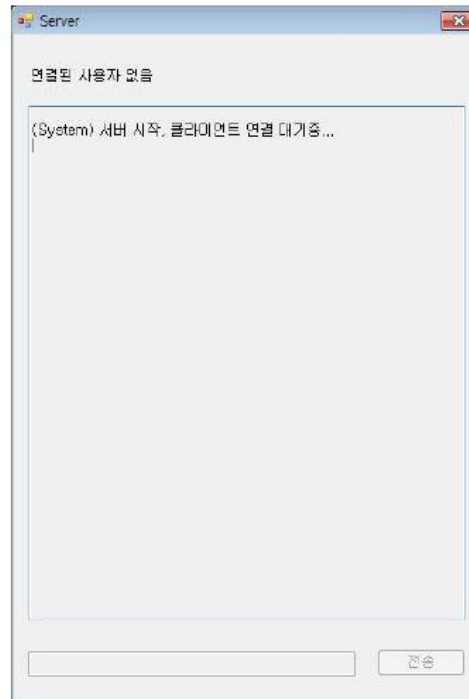 Server
연결된 사용자 없음
(System) 서버 시작, 클라이언트 연결 대기중...
전송